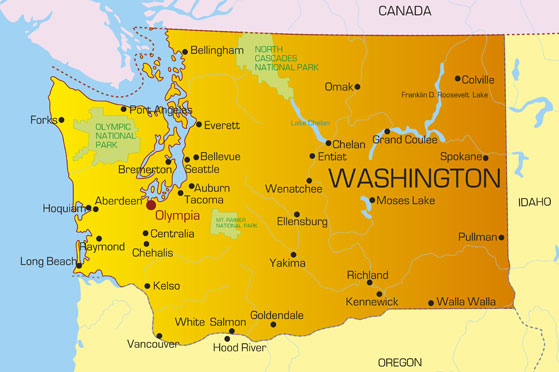 CANADA
Bellingham
NORTH
CASCADES
NATIONAL PARK
Omak
Colville
Franklin D. Roosevelt Lake
Port Angeles
Forks
Everett
Lake Chelan
OLYMPIC
NATIONAL
PARK
Chelan
Grand Coulee
Entiat
Spokane
Bellevue
Bremerton
Seattle
WASHINGTON
Wenatchee
Auburn
Tacoma
Aberdeen
Moses Lake
IDAHO
Hoquiam
Olympia
Ellensburg
MT. RAINIER
NATIONAL PARK
Centralia
Raymond
Chehalis
Pullman
Long Beach
Yakima
Richland
Kelso
Kennewick
Walla Walla
White Salmon
Goldendale
Vancouver
Hood River
OREGON